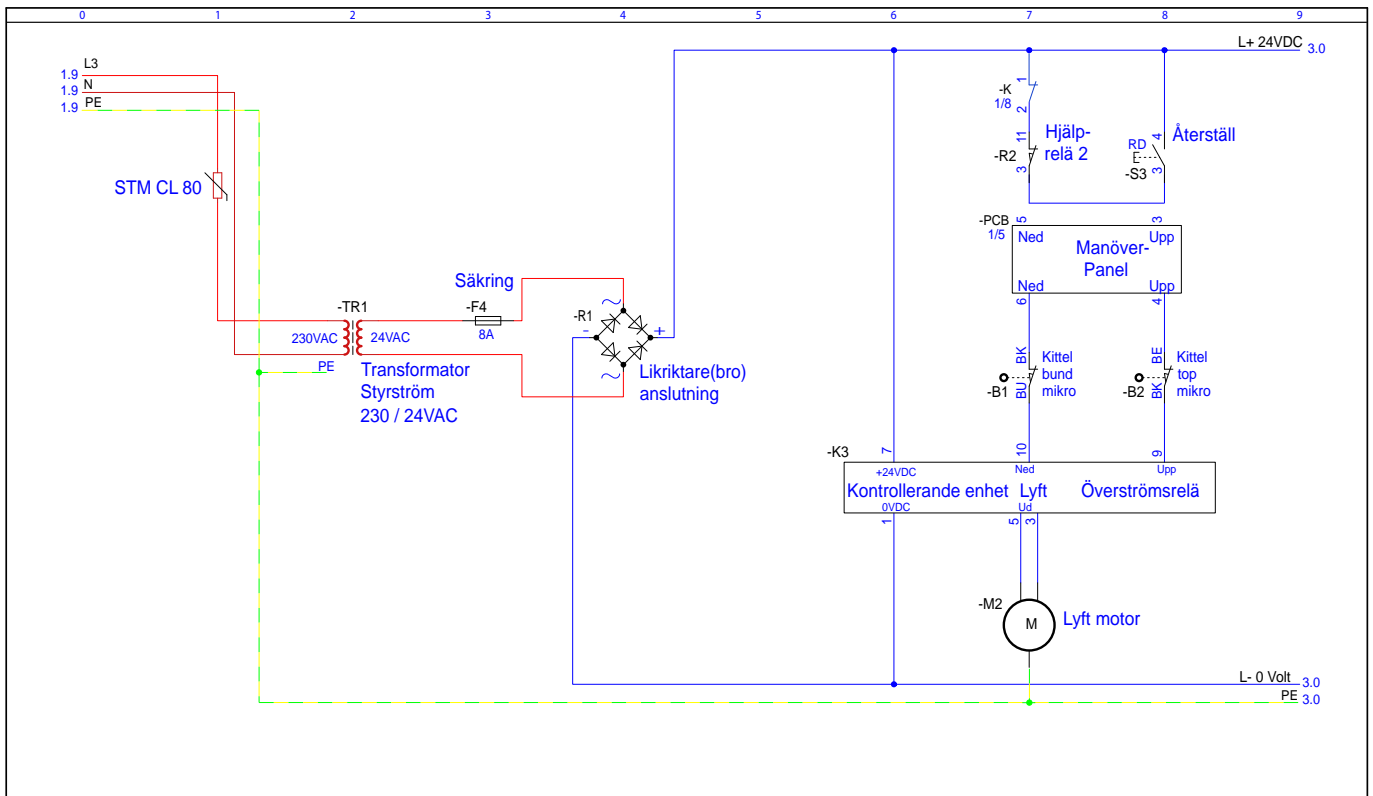 0 1 2 3 4 5 6 7 8 9
L+ 24VDC 3.0
1.9 L3
1.9 N
1.9 PE
STM CL 80
-TR1
230VAC
24VAC
PE
Transformator
Styrström
230 / 24VAC
Säkring
-F4
8A
-R1
-
+
Likriktare(bro)
anslutning
-K
1/8
1
2
-R2
11
3
Hjälp-
relä 2
Återställ
RD
-S3
4
3
-PCB
1/5
5
3
Ned
Upp
Manöver-
Panel
Ned
Upp
6
4
BK
BU
-B1
Kittel
bund
mikro
BE
BK
-B2
Kittel
top
mikro
-K3
7
10
9
+24VDC
Ned
Upp
Kontrollerande enhet Lyft Överströmsrelä
0VDC
Ud
1
5
3
-M2
M
Lyft motor
L- 0 Volt 3.0
PE 3.0